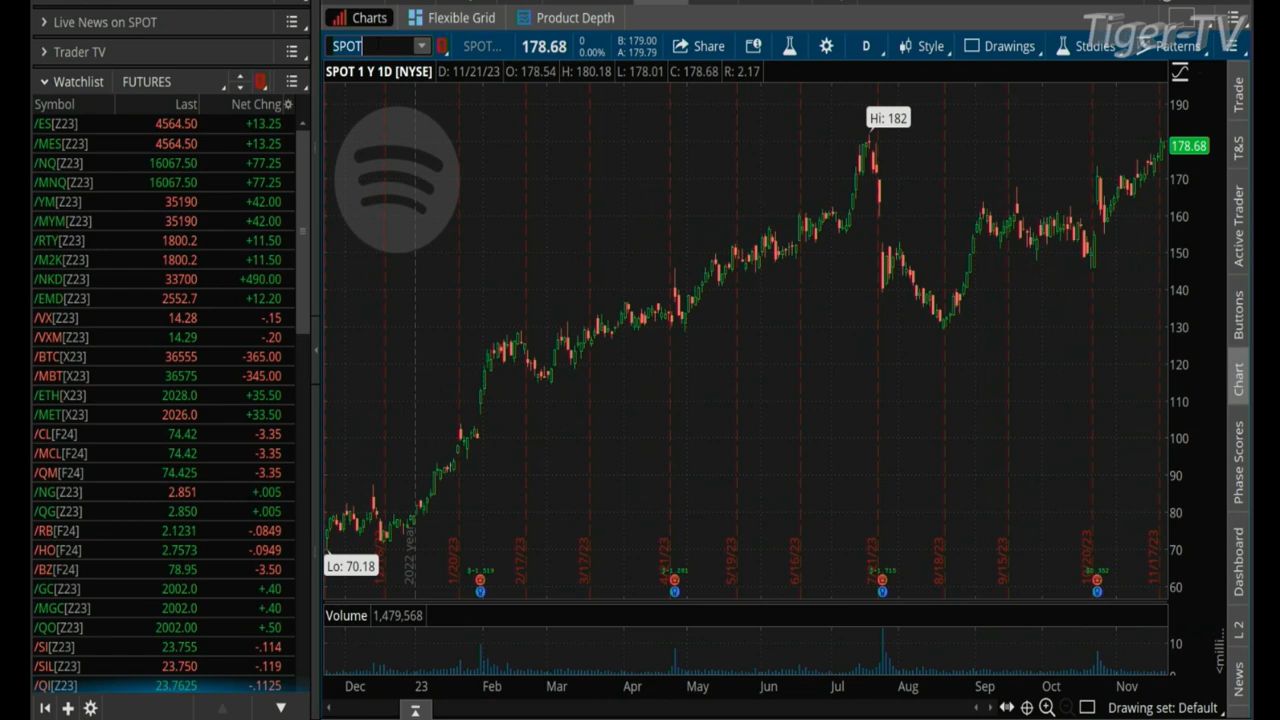 Live News on SPOT
Trader TV
Watchlist FUTURES
Symbol Last Net Chng
/ES[Z23] 4564.50 +13.25
/MES[Z23] 4564.50 +13.25
/NQ[Z23] 16067.50 +77.25
/MNQ[Z23] 16067.50 +77.25
/YM[Z23] 35190 +42.00
/MYM[Z23] 35190 +42.00
/RTY[Z23] 1800.2 +11.50
/M2K[Z23] 1800.2 +11.50
/NKD[Z23] 33700 +490.00
/EMD[Z23] 2552.7 +12.20
/VX[Z23] 14.28 -.15
/VXM[Z23] 14.29 -.20
/BTC[X23] 36555 -365.00
/MBT[X23] 36575 -345.00
/ETH[X23] 2028.0 +35.50
/MET[X23] 2026.0 +33.50
/CL[F24] 74.42 -3.35
/MCL[F24] 74.42 -3.35
/QM[F24] 74.425 -3.35
/NG[Z23] 2.851 +.005
/QG[Z23] 2.850 +.005
/RB[F24] 2.1231 -.0849
/HO[F24] 2.7573 -.0949
/BZ[F24] 78.95 -3.50
/GC[Z23] 2002.0 +.40
/MGC[Z23] 2002.0 +.40
/QO[Z23] 2002.00 +.50
/SI[Z23] 23.755 -.114
/SIL[Z23] 23.750 -.119
/QI[Z23] 23.7625 -.1125
Charts Flexible Grid Product Depth
Tiger-TV
SPOT SPOT... 178.68 0 0.00% B: 179.00 A: 179.79 Share D Style Drawings Studies Patterns
SPOT 1 Y 1D [NYSE] D: 11/21/23 O: 178.54 H: 180.18 L: 178.01 C: 178.68 R: 2.17
Hi: 182
190
178.68
170
160
150
140
130
120
110
100
90
80
70
60
Lo: 70.18
2022 year
1/20/23
2/17/23
3/17/23
5/19/23
6/16/23
8/18/23
9/15/23
10/20/23
11/17/23
Volume 1,479,568
10
<milli...
Dec 23 Feb Mar Apr May Jun Jul Aug Sep Oct Nov
Drawing set: Default
Trade
T&S
Active Trader
Buttons
Chart
Phase Scores
Dashboard
L 2
News